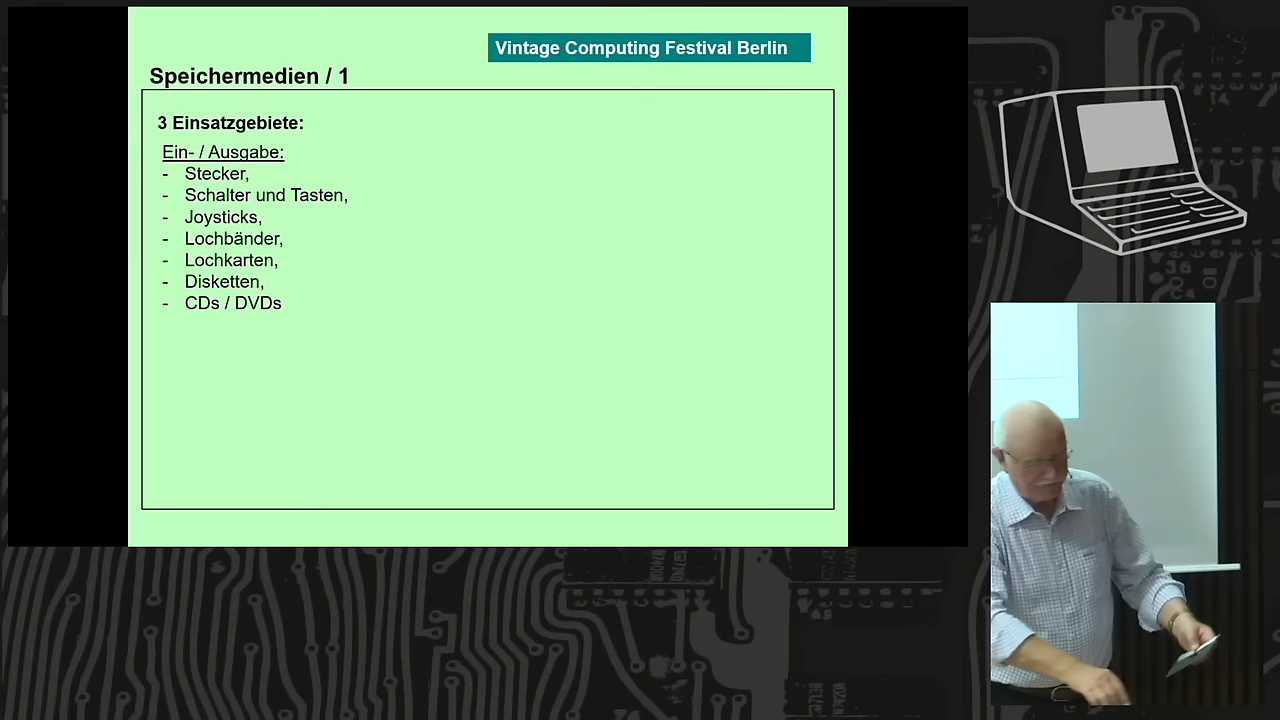 Vintage Computing Festival Berlin
Speichermedien / 1
3 Einsatzgebiete:
Ein- / Ausgabe:
- Stecker,
- Schalter und Tasten,
- Joysticks,
- Lochbänder,
- Lochkarten,
- Disketten,
- CDs / DVDs